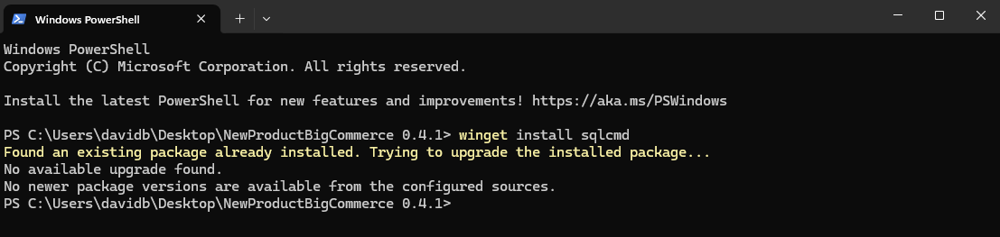 Windows PowerShell
Windows PowerShell
Copyright (C) Microsoft Corporation. All rights reserved.
Install the latest PowerShell for new features and improvements! https://aka.ms/PSWindows
PS C:\Users\davidb\Desktop\NewProductBigCommerce 0.4.1> winget install sqlcmd
Found an existing package already installed. Trying to upgrade the installed package...
No available upgrade found.
No newer package versions are available from the configured sources.
PS C:\Users\davidb\Desktop\NewProductBigCommerce 0.4.1>